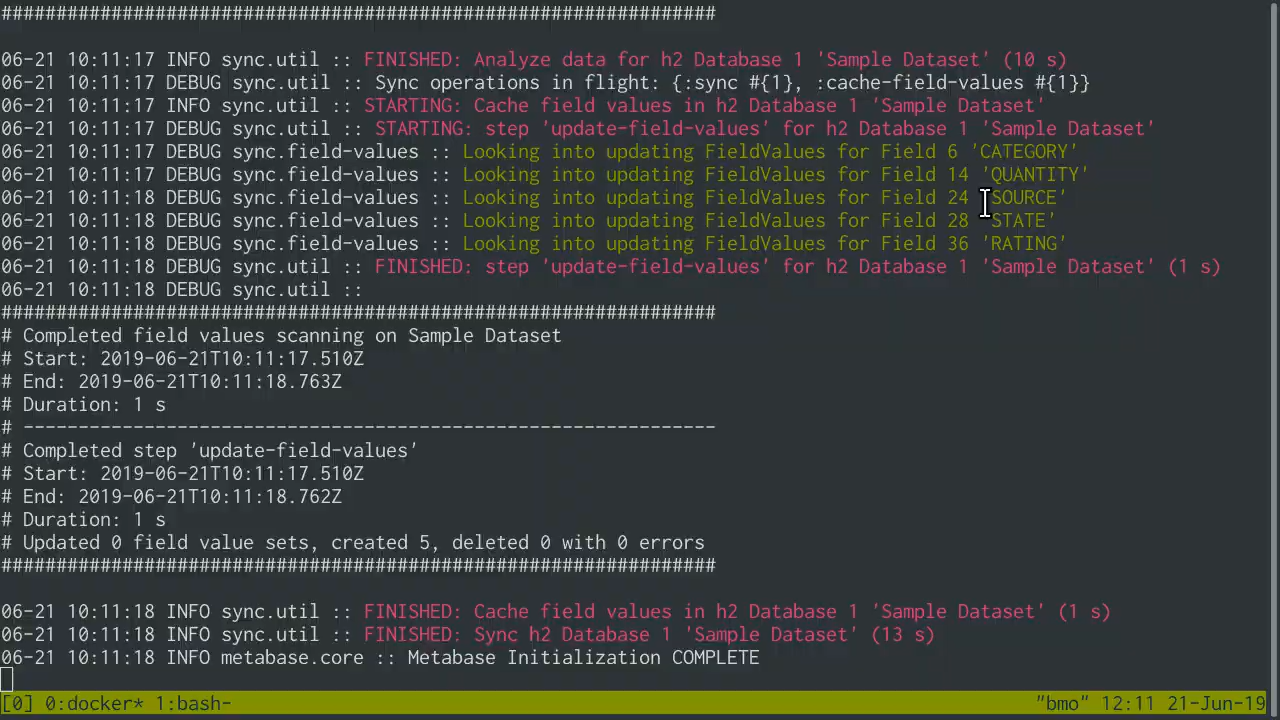 #################################################################
06-21 10:11:17 INFO sync.util :: FINISHED: Analyze data for h2 Database 1 'Sample Dataset' (10 s)
06-21 10:11:17 DEBUG sync.util :: Sync operations in flight: {:sync #{1}, :cache-field-values #{1}}
06-21 10:11:17 INFO sync.util :: STARTING: Cache field values in h2 Database 1 'Sample Dataset'
06-21 10:11:17 DEBUG sync.util :: STARTING: step 'update-field-values' for h2 Database 1 'Sample Dataset'
06-21 10:11:17 DEBUG sync.field-values :: Looking into updating FieldValues for Field 6 'CATEGORY'
06-21 10:11:17 DEBUG sync.field-values :: Looking into updating FieldValues for Field 14 'QUANTITY'
06-21 10:11:18 DEBUG sync.field-values :: Looking into updating FieldValues for Field 24 'SOURCE'
06-21 10:11:18 DEBUG sync.field-values :: Looking into updating FieldValues for Field 28 'STATE'
06-21 10:11:18 DEBUG sync.field-values :: Looking into updating FieldValues for Field 36 'RATING'
06-21 10:11:18 DEBUG sync.util :: FINISHED: step 'update-field-values' for h2 Database 1 'Sample Dataset' (1 s)
06-21 10:11:18 DEBUG sync.util ::
#################################################################
# Completed field values scanning on Sample Dataset
# Start: 2019-06-21T10:11:17.510Z
# End: 2019-06-21T10:11:18.763Z
# Duration: 1 s
# ---------------------------------------------------------------
# Completed step 'update-field-values'
# Start: 2019-06-21T10:11:17.510Z
# End: 2019-06-21T10:11:18.762Z
# Duration: 1 s
# Updated 0 field value sets, created 5, deleted 0 with 0 errors
#################################################################
06-21 10:11:18 INFO sync.util :: FINISHED: Cache field values in h2 Database 1 'Sample Dataset' (1 s)
06-21 10:11:18 INFO sync.util :: FINISHED: Sync h2 Database 1 'Sample Dataset' (13 s)
06-21 10:11:18 INFO metabase.core :: Metabase Initialization COMPLETE
[0] 0:docker* 1:bash- "bmo" 12:11 21-Jun-19